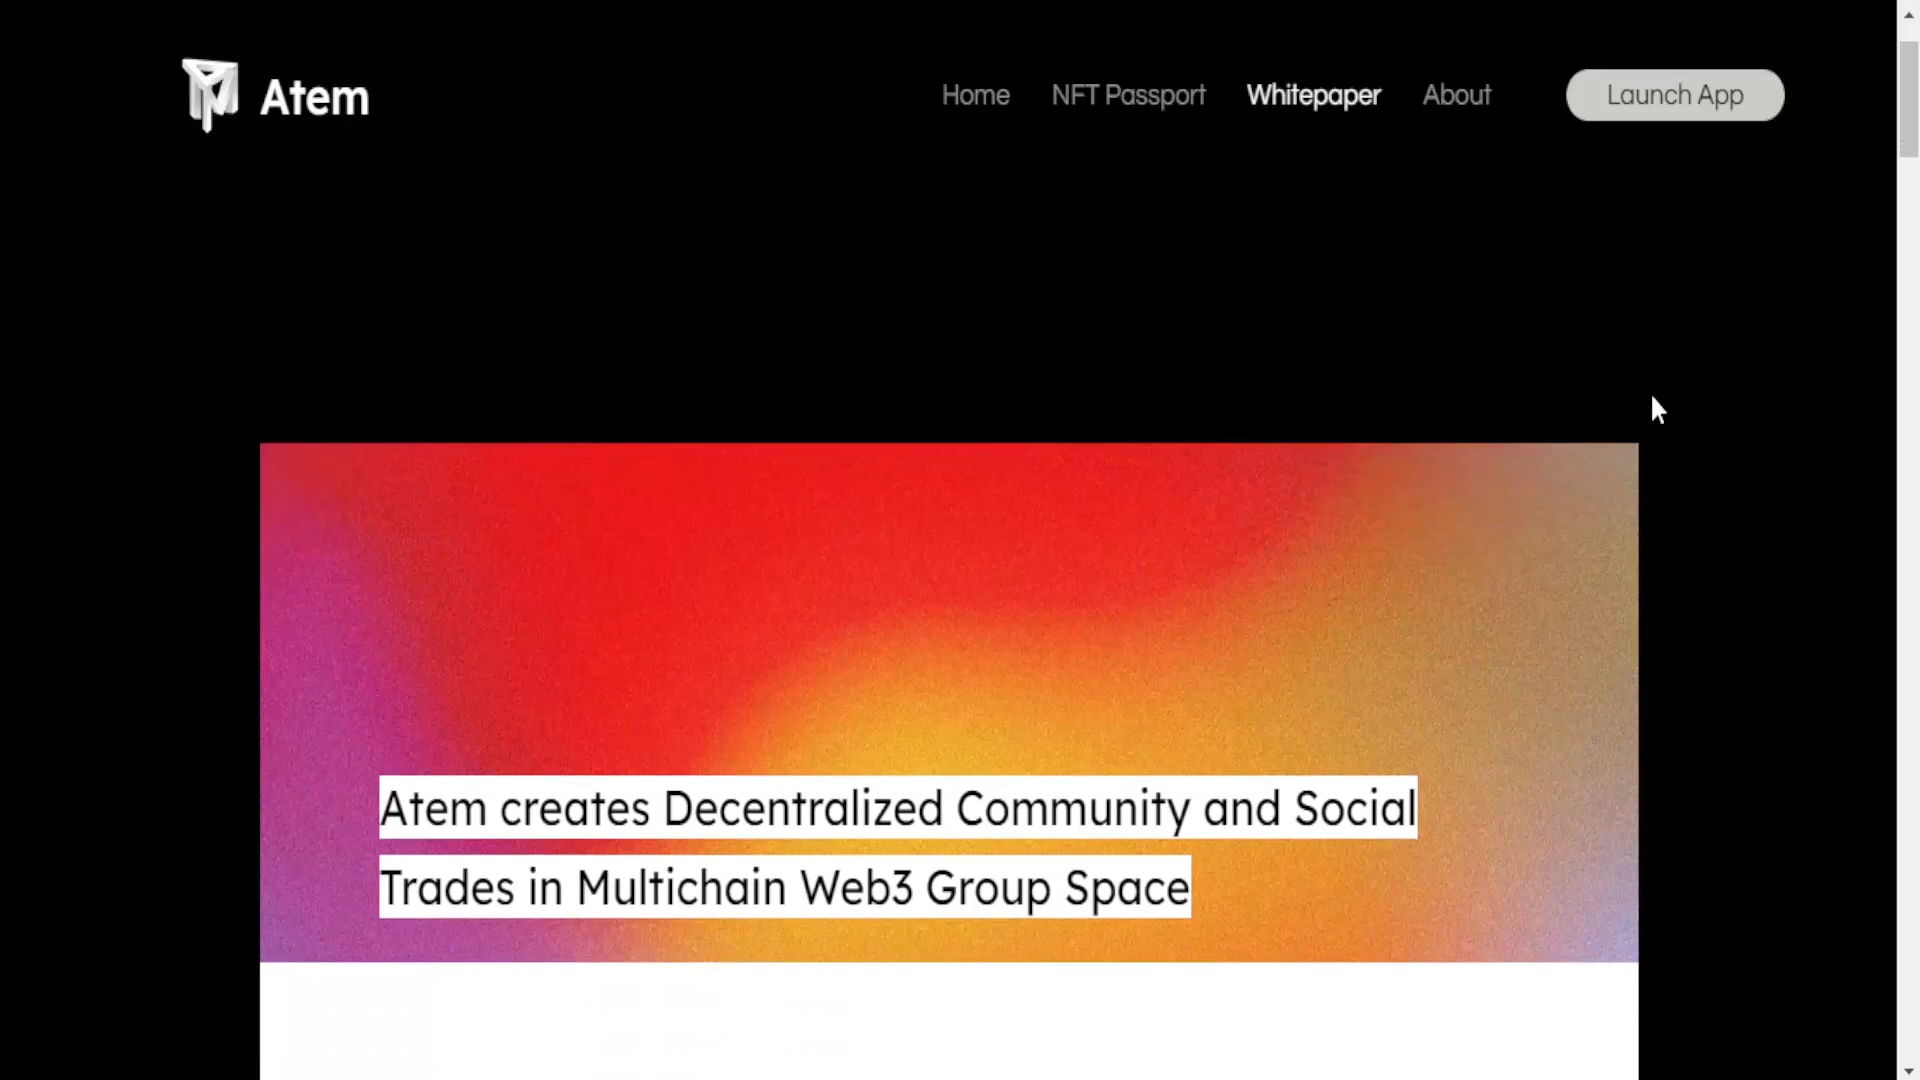 Atem
Home NFT Passport Whitepaper About Launch App
Atem creates Decentralized Community and Social
Trades in Multichain Web3 Group Space